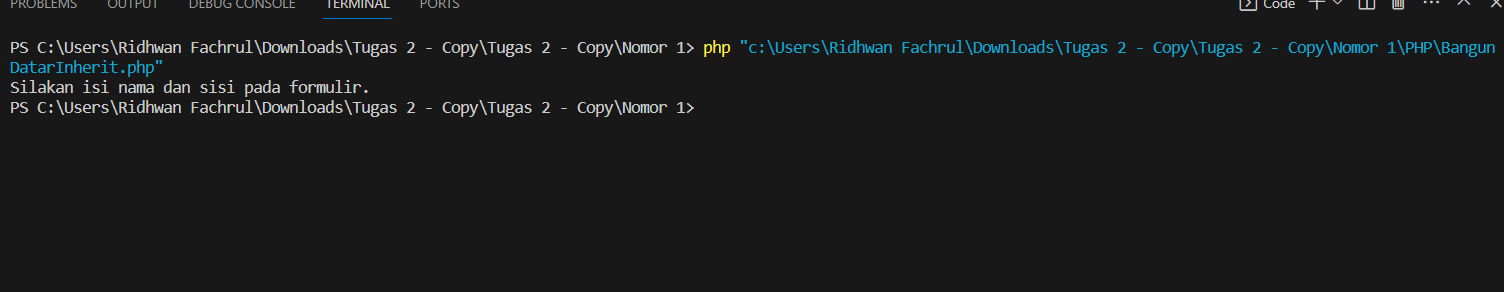 PROBLEMS OUTPUT DEBUG CONSOLE TERMINAL PORTS Code
PS C:\Users\Ridhwan Fachrul\Downloads\Tugas 2 - Copy\Tugas 2 - Copy\Nomor 1> php "c:\Users\Ridhwan Fachrul\Downloads\Tugas 2 - Copy\Tugas 2 - Copy\Nomor 1\PHP\Bangun
DatarInherit.php"
Silakan isi nama dan sisi pada formulir.
PS C:\Users\Ridhwan Fachrul\Downloads\Tugas 2 - Copy\Tugas 2 - Copy\Nomor 1>